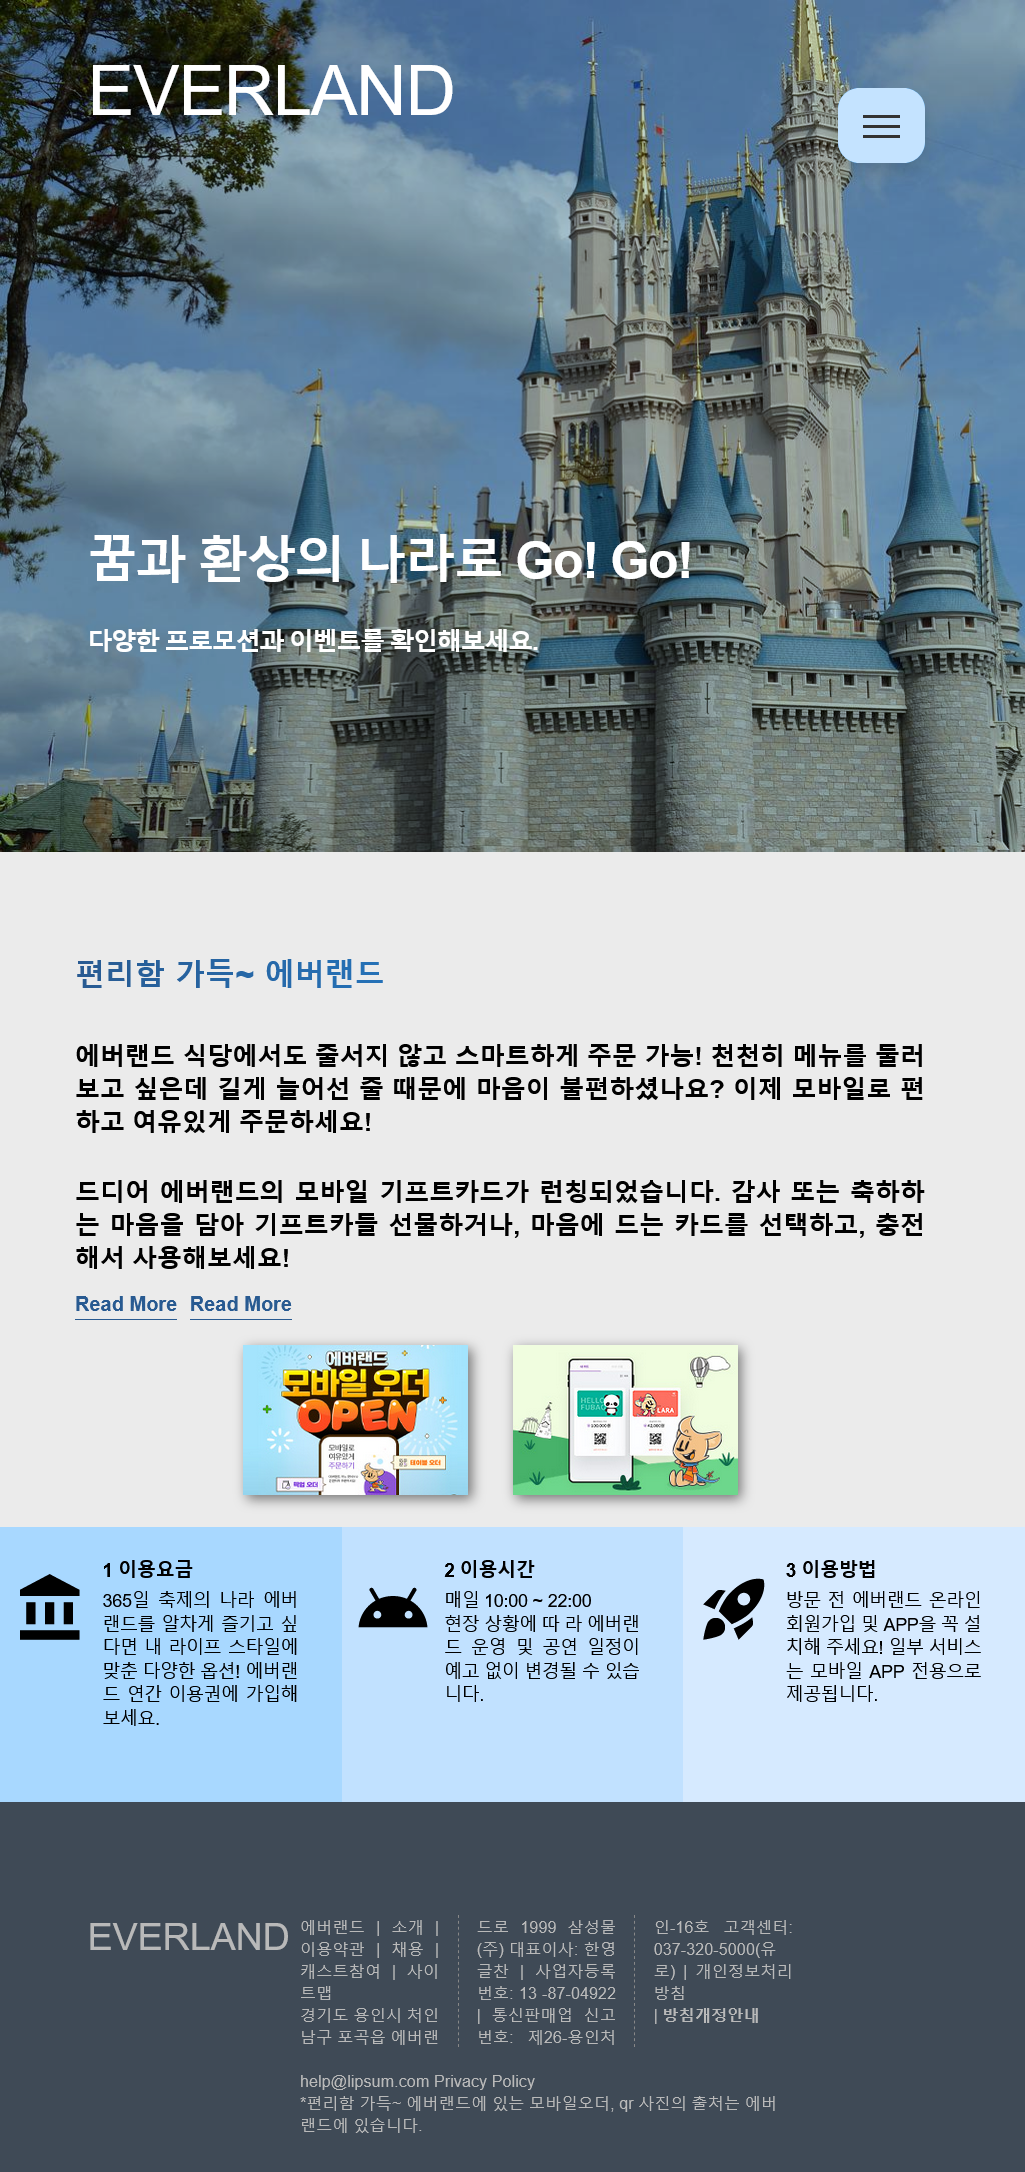 EVERLAND
꿈과 환상의 나라로 Go! Go!
다양한 프로모션과 이벤트를 확인해보세요.
편리함 가득~ 에버랜드
에버랜드 식당에서도 줄서지 않고 스마트하게 주문 가능! 천천히 메뉴를 둘러
보고 싶은데 길게 늘어선 줄 때문에 마음이 불편하셨나요? 이제 모바일로 편
하고 여유있게 주문하세요!
드디어 에버랜드의 모바일 기프트카드가 런칭되었습니다. 감사 또는 축하하
는 마음을 담아 기프트카들 선물하거나, 마음에 드는 카드를 선택하고, 충전
해서 사용해보세요!
Read More Read More
에버랜드
모바일 오더
OPEN
모바일로
여유있게
주문하기
테이블 오더
픽업 오더
HELLO
FUBAO
LARA
1 이용요금
365일 축제의 나라 에버
랜드를 알차게 즐기고 싶
다면 내 라이프 스타일에
맞춘 다양한 옵션! 에버랜
드 연간 이용권에 가입해
보세요.
2 이용시간
매일 10:00 ~ 22:00
현장 상황에 따 라 에버랜
드 운영 및 공연 일정이
예고 없이 변경될 수 있습
니다.
3 이용방법
방문 전 에버랜드 온라인
회원가입 및 APP을 꼭 설
치해 주세요! 일부 서비스
는 모바일 APP 전용으로
제공됩니다.
EVERLAND
에버랜드 | 소개 |
이용약관 | 채용 |
캐스트참여 | 사이
트맵
경기도 용인시 처인
남구 포곡읍 에버랜
드로 1999 삼성물
(주) 대표이사: 한영
글찬 | 사업자등록
번호: 13 -87-04922
| 통신판매업 신고
번호: 제26-용인처
인-16호 고객센터:
037-320-5000(유
로) | 개인정보처리
방침
| 방침개정안내
help@lipsum.com Privacy Policy
*편리함 가득~ 에버랜드에 있는 모바일오더, qr 사진의 출처는 에버
랜드에 있습니다.